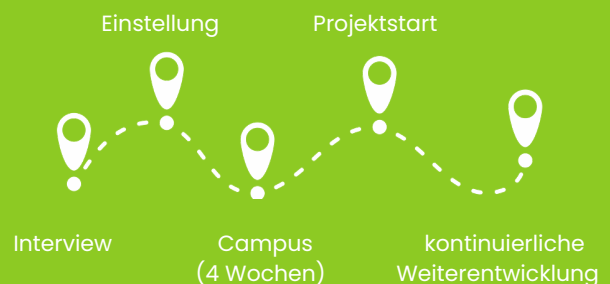 Einstellung
Projektstart
Interview
Campus
(4 Wochen)
kontinuierliche
Weiterentwicklung